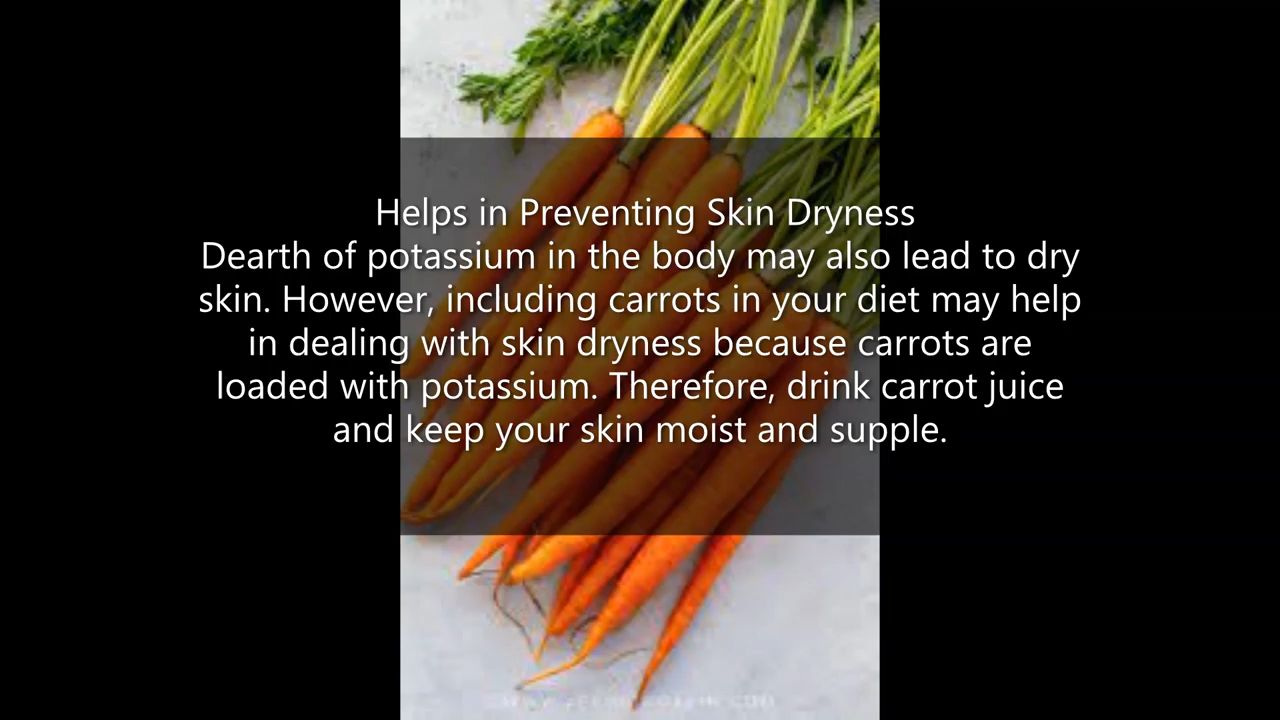 Helps in Preventing Skin Dryness
Dearth of potassium in the body may also lead to dry
skin. However, including carrots in your diet may help
in dealing with skin dryness because carrots are
loaded with potassium. Therefore, drink carrot juice
and keep your skin moist and supple.